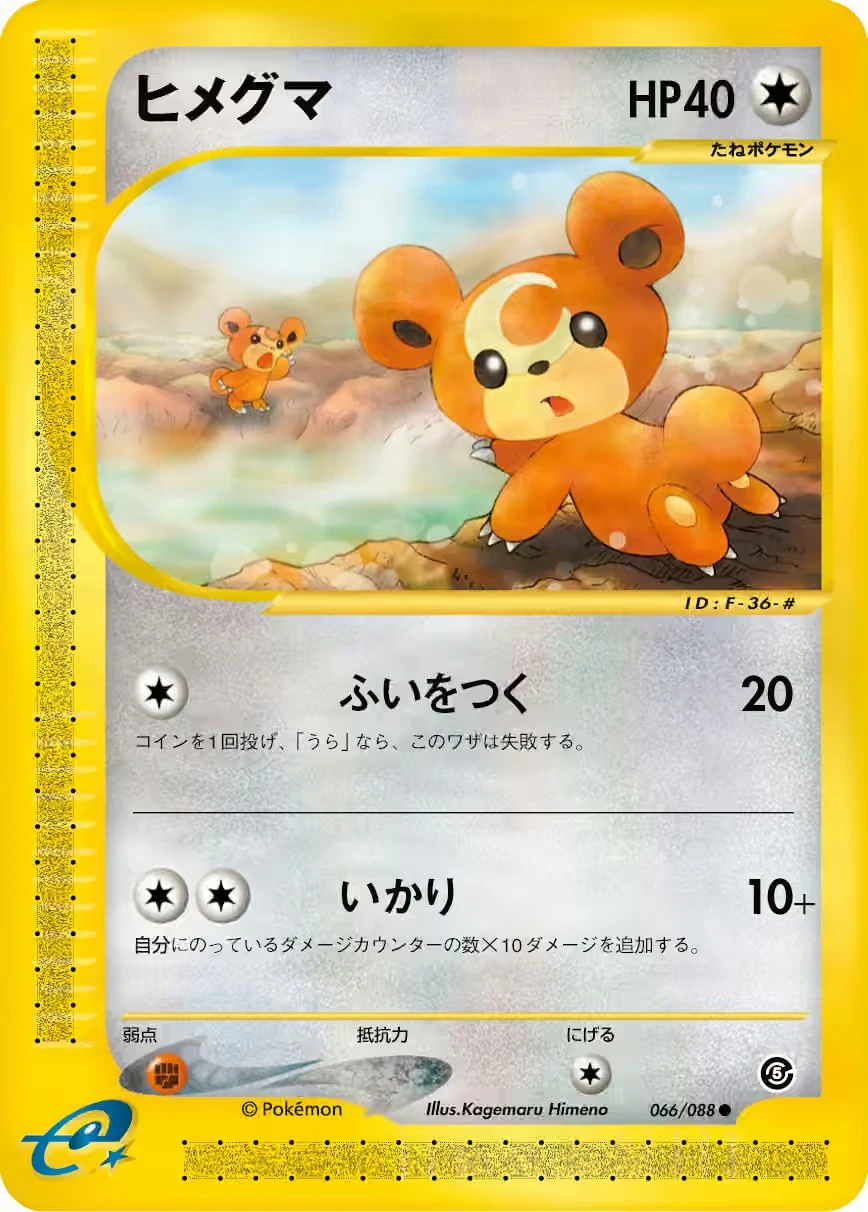 ヒメグマ
HP40
たねポケモン
ID : F-36-#
ふいをつく 20
コインを1回投げ、「うら」なら、このワザは失敗する。
いかり 10+
自分にのっているダメージカウンターの数×10ダメージを追加する。
弱点 抵抗力 にげる
5
© Pokémon Illus.Kagemaru Himeno 066/088 ●
e